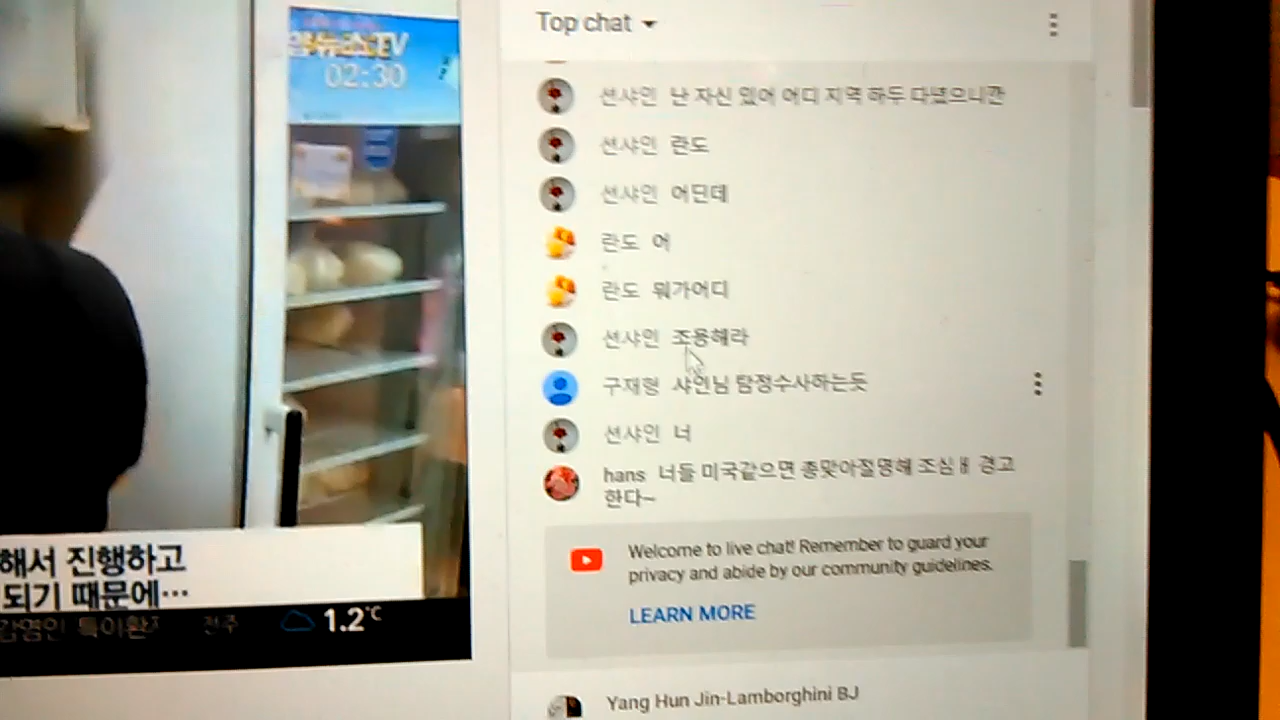 Top chat
02:30
선샤인 난 자신 있어 어디 지역 하두 다녔으니깐
선샤인 란도
선샤인 어딘데
란도 어
란도 뭐가어디
선샤인 조용해라
구재형 샤인님 탐정수사하는듯
선샤인 너
hans 너들 미국같으면 총맞아절명해 조심 경고
한다~
Welcome to live chat! Remember to guard your
privacy and abide by our community guidelines.
LEARN MORE
Yang Hun Jin-Lamborghini BJ
해서 진행하고
되기 때문에…
전주 1.2℃